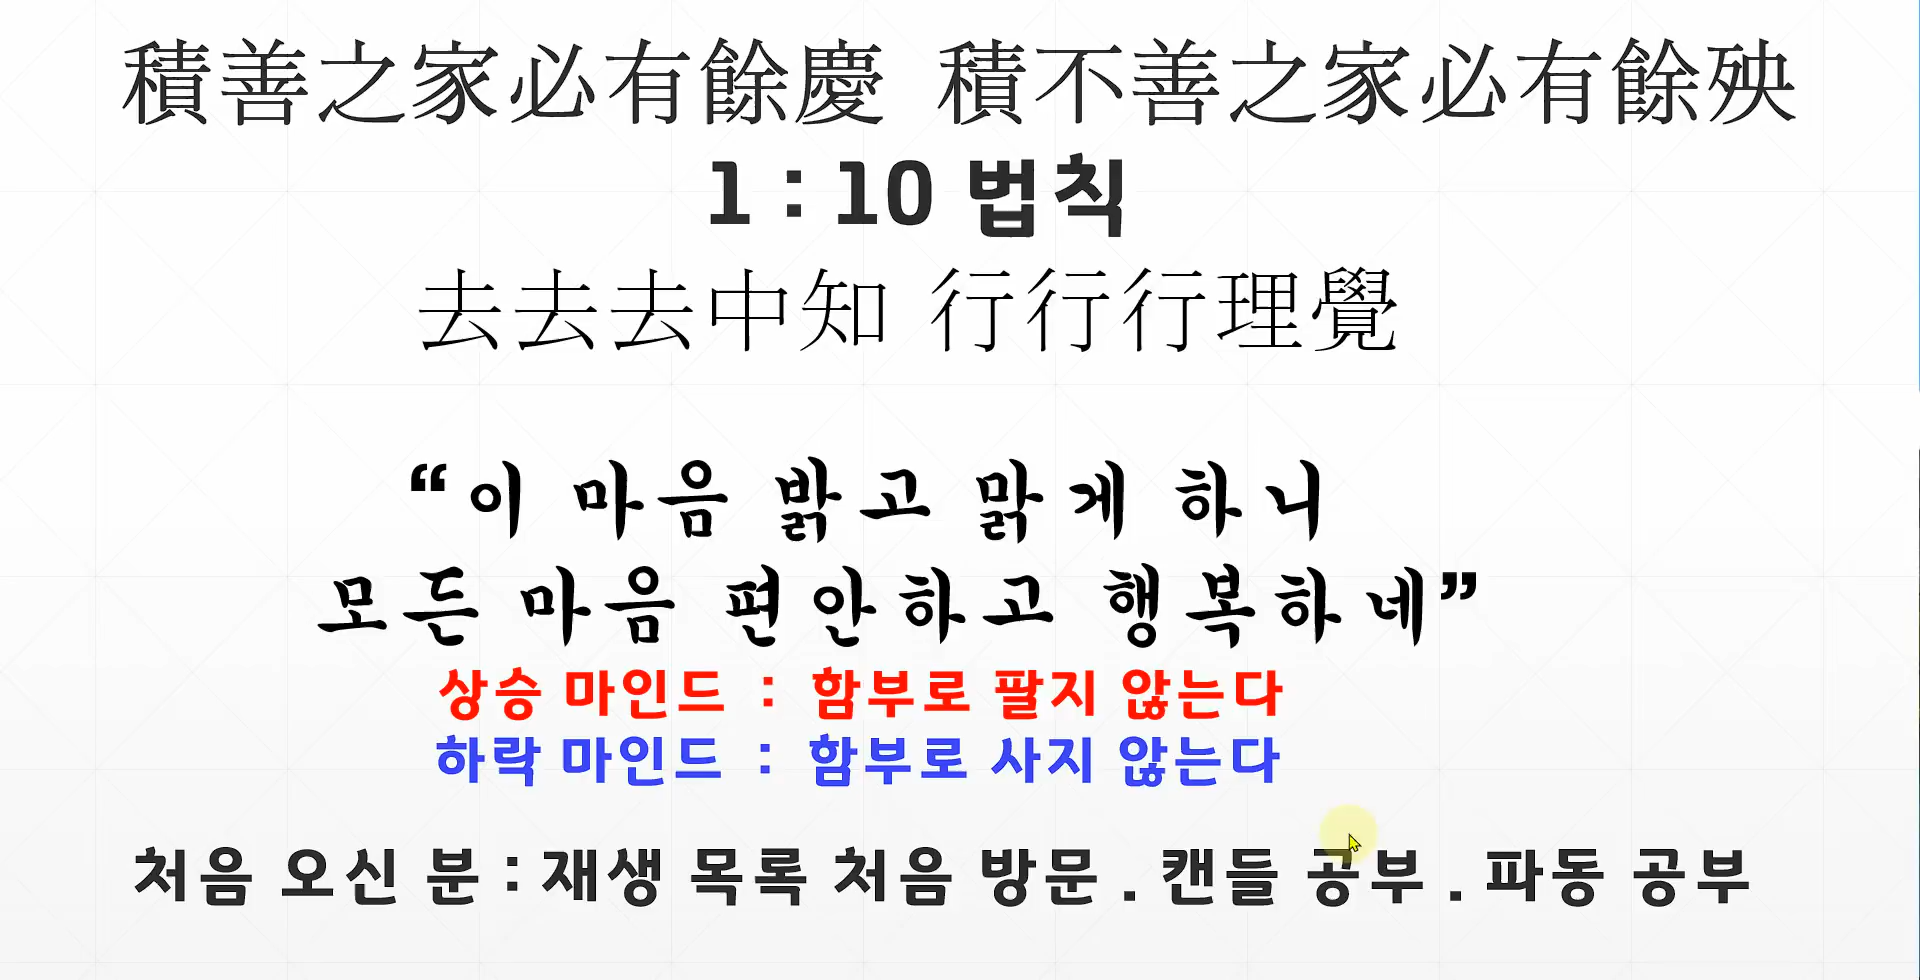 積善之家必有餘慶 積不善之家必有餘殃
1 : 10 법칙
去去去中知 行行行理覺
“이 마음 밝고 맑게 하니
모든 마음 편안하고 행복하네”
상승 마인드 : 함부로 팔지 않는다
하락 마인드 : 함부로 사지 않는다
처음 오신 분 : 재생 목록 처음 방문 . 캔들 공부 . 파동 공부